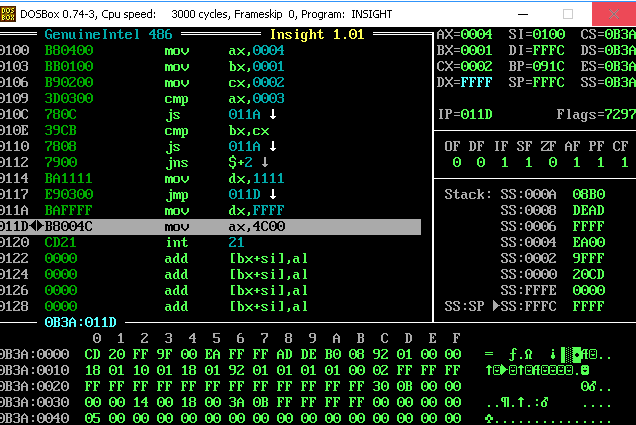 DOSBox 0.74-3, Cpu speed: 3000 cycles, Frameskip 0, Program: INSIGHT
GenuineIntel 486 Insight 1.01 AX=0004 SI=0100 CS=0B3A
0100 B80400 mov ax,0004 BX=0001 DI=FFFC DS=0B3A
0103 BB0100 mov bx,0001 CX=0002 BP=091C ES=0B3A
0106 B90200 mov cx,0002 DX=FFFF SP=FFFC SS=0B3A
0109 3D0300 cmp ax,0003
010C 780C js 011A ↓ IP=011D Flags=7297
010E 39CB cmp bx,cx
0110 7808 js 011A ↓ OF DF IF SF ZF AF PF CF
0112 7900 jns $+2 ↓ 0 0 1 1 0 1 1 1
0114 BA1111 mov dx,1111
0117 E90300 jmp 011D ↓ Stack: SS:000A 08B0
011A BAFFFF mov dx,FFFF SS:0008 DEAD
011D B8004C mov ax,4C00 SS:0006 FFFF
0120 CD21 int 21 SS:0004 EA00
0122 0000 add [bx+si],al SS:0002 9FFF
0124 0000 add [bx+si],al SS:0000 20CD
0126 0000 add [bx+si],al SS:FFFE 0000
0128 0000 add [bx+si],al SS:SP SS:FFFC FFFF
0B3A:011D
0 1 2 3 4 5 6 7 8 9 A B C D E F
0B3A:0000 CD 20 FF 9F 00 EA FF FF AD DE B0 08 92 01 00 00
0B3A:0010 18 01 10 01 18 01 92 01 01 01 01 00 02 FF FF FF
0B3A:0020 FF FF FF FF FF FF FF FF FF FF FF FF 30 0B FF FF
0B3A:0030 00 00 14 00 18 00 3A 0B FF FF FF FF 00 00 00 00
0B3A:0040 05 00 00 00 00 00 00 00 00 00 00 00 00 00 00 00